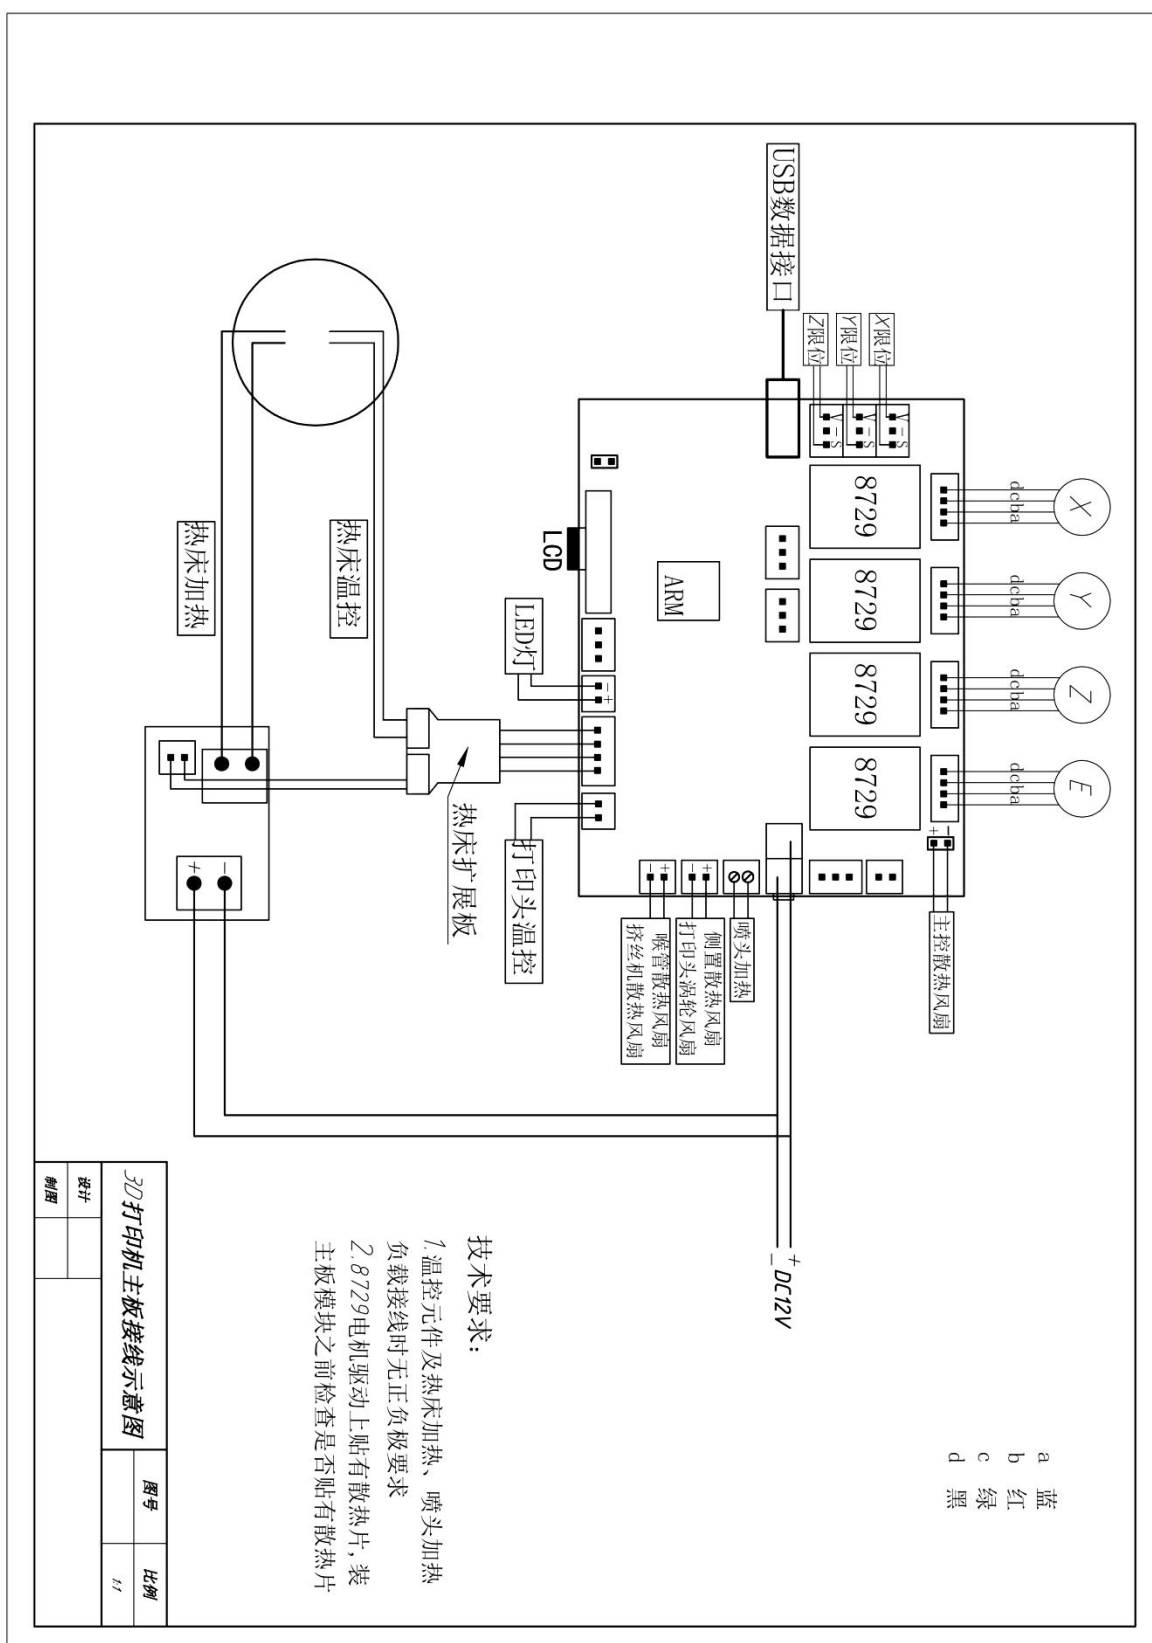 X
Y
Z
E
dcba
dcba
dcba
dcba
a 蓝
b 红
c 绿
d 黑
- +
主控散热风扇
X限位
Y限位
Z限位
V-S
V-S
V-S
8729
8729
8729
8729
USB数据接口
ARM
LCD
+
- DC12V
喷头加热
+ -
侧置散热风扇
打印头涡轮风扇
+ -
喉管散热风扇
挤丝机散热风扇
- +
LED灯
打印头温控
热床扩展板
热床温控
热床加热
-
+
技术要求:
1.温控元件及热床加热、喷头加热
负载接线时无正负极要求
2.8729电机驱动上贴有散热片,装
主板模块之前检查是否贴有散热片
3D打印机主板接线示意图
图号
比例
1:1
设计
制图